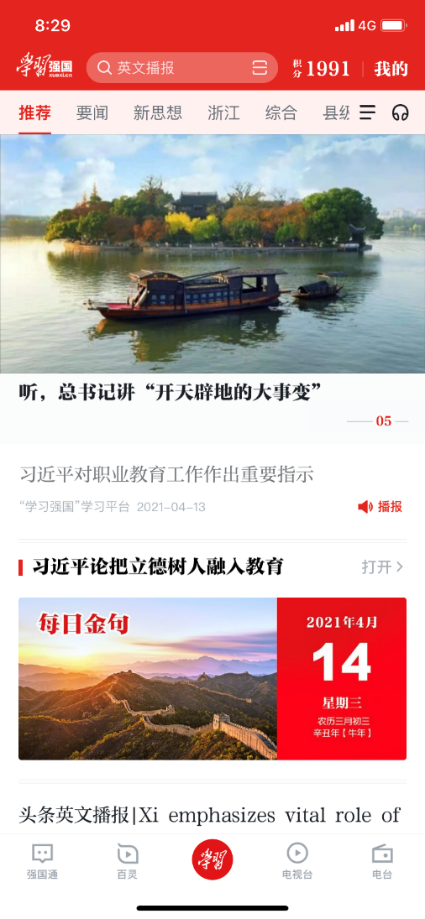 8:29
4G
学习强国
xuexi.cn
英文播报
积分
1991
我的
推荐
要闻
新思想
浙江
综合
县级
听，总书记讲“开天辟地的大事变”
05
习近平对职业教育工作作出重要指示
“学习强国”学习平台 2021-04-13
播报
习近平论把立德树人融入教育
打开
每日金句
2021年4月
14
星期三
农历三月初三
辛丑年【牛年】
头条英文播报|Xi emphasizes vital role of
强国通
百灵
学习
电视台
电台